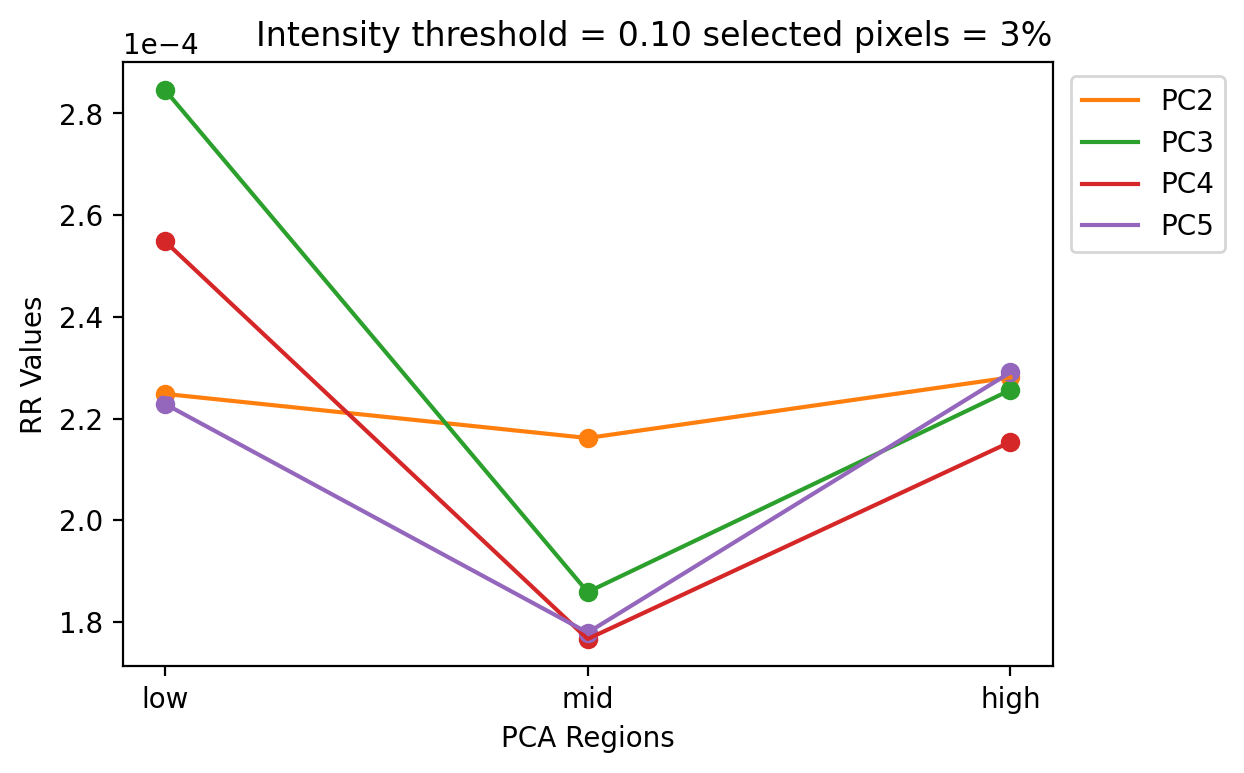 Intensity threshold = 0.10 selected pixels = 3%
1e−4
2.8
2.6
2.4
2.2
2.0
1.8
RR Values
low
mid
high
PCA Regions
PC2
PC3
PC4
PC5